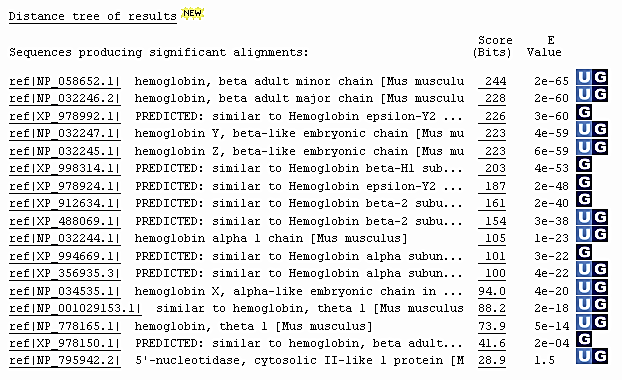 Distance tree of results NEW
Score E
Sequences producing significant alignments: (Bits) Value
ref|NP_058652.1| hemoglobin, beta adult minor chain [Mus musculu 244 2e-65 U G
ref|NP_032246.2| hemoglobin, beta adult major chain [Mus musculu 228 2e-60 U G
ref|XP_978992.1| PREDICTED: similar to Hemoglobin epsilon-Y2 ... 226 3e-60 G
ref|NP_032247.1| hemoglobin Y, beta-like embryonic chain [Mus mu 223 4e-59 U G
ref|NP_032245.1| hemoglobin Z, beta-like embryonic chain [Mus mu 223 6e-59 U G
ref|XP_998314.1| PREDICTED: similar to Hemoglobin beta-H1 sub... 203 4e-53 G
ref|XP_978924.1| PREDICTED: similar to Hemoglobin epsilon-Y2 ... 187 2e-48 G
ref|XP_912634.1| PREDICTED: similar to Hemoglobin beta-2 subu... 161 2e-40 G
ref|XP_488069.1| PREDICTED: similar to Hemoglobin beta-2 subu... 154 3e-38 U G
ref|NP_032244.1| hemoglobin alpha 1 chain [Mus musculus] 105 1e-23 U G
ref|XP_994669.1| PREDICTED: similar to Hemoglobin alpha subun... 101 3e-22 G
ref|XP_356935.3| PREDICTED: similar to Hemoglobin alpha subun... 100 4e-22 U G
ref|NP_034535.1| hemoglobin X, alpha-like embryonic chain in ... 94.0 4e-20 U G
ref|NP_001029153.1| similar to hemoglobin, theta 1 [Mus musculus 88.2 2e-18 U G
ref|NP_778165.1| hemoglobin, theta 1 [Mus musculus] 73.9 5e-14 U G
ref|XP_978150.1| PREDICTED: similar to hemoglobin, beta adult... 41.6 2e-04 G
ref|NP_795942.2| 5'-nucleotidase, cytosolic II-like 1 protein [M 28.9 1.5 U G